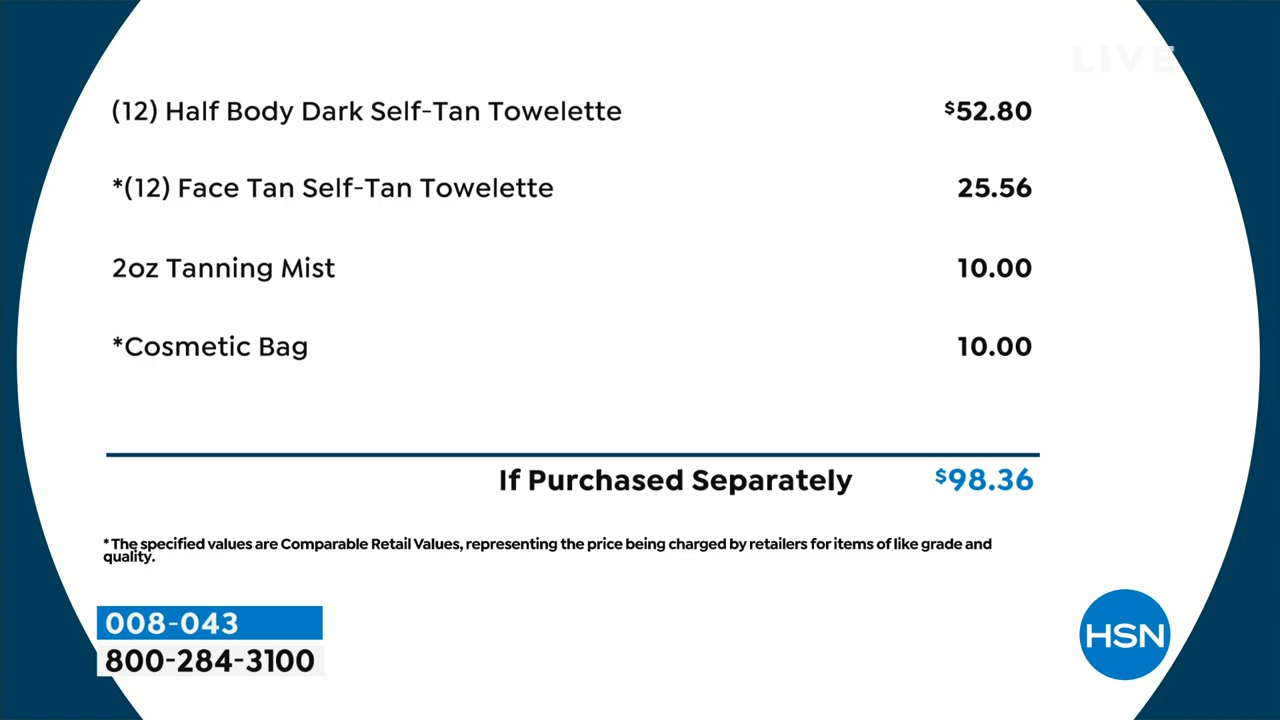 LIVE
(12) Half Body Dark Self-Tan Towelette $52.80
*(12) Face Tan Self-Tan Towelette 25.56
2oz Tanning Mist 10.00
*Cosmetic Bag 10.00
If Purchased Separately $98.36
*The specified values are Comparable Retail Values, representing the price being charged by retailers for items of like grade and
quality.
008-043
800-284-3100
HSN